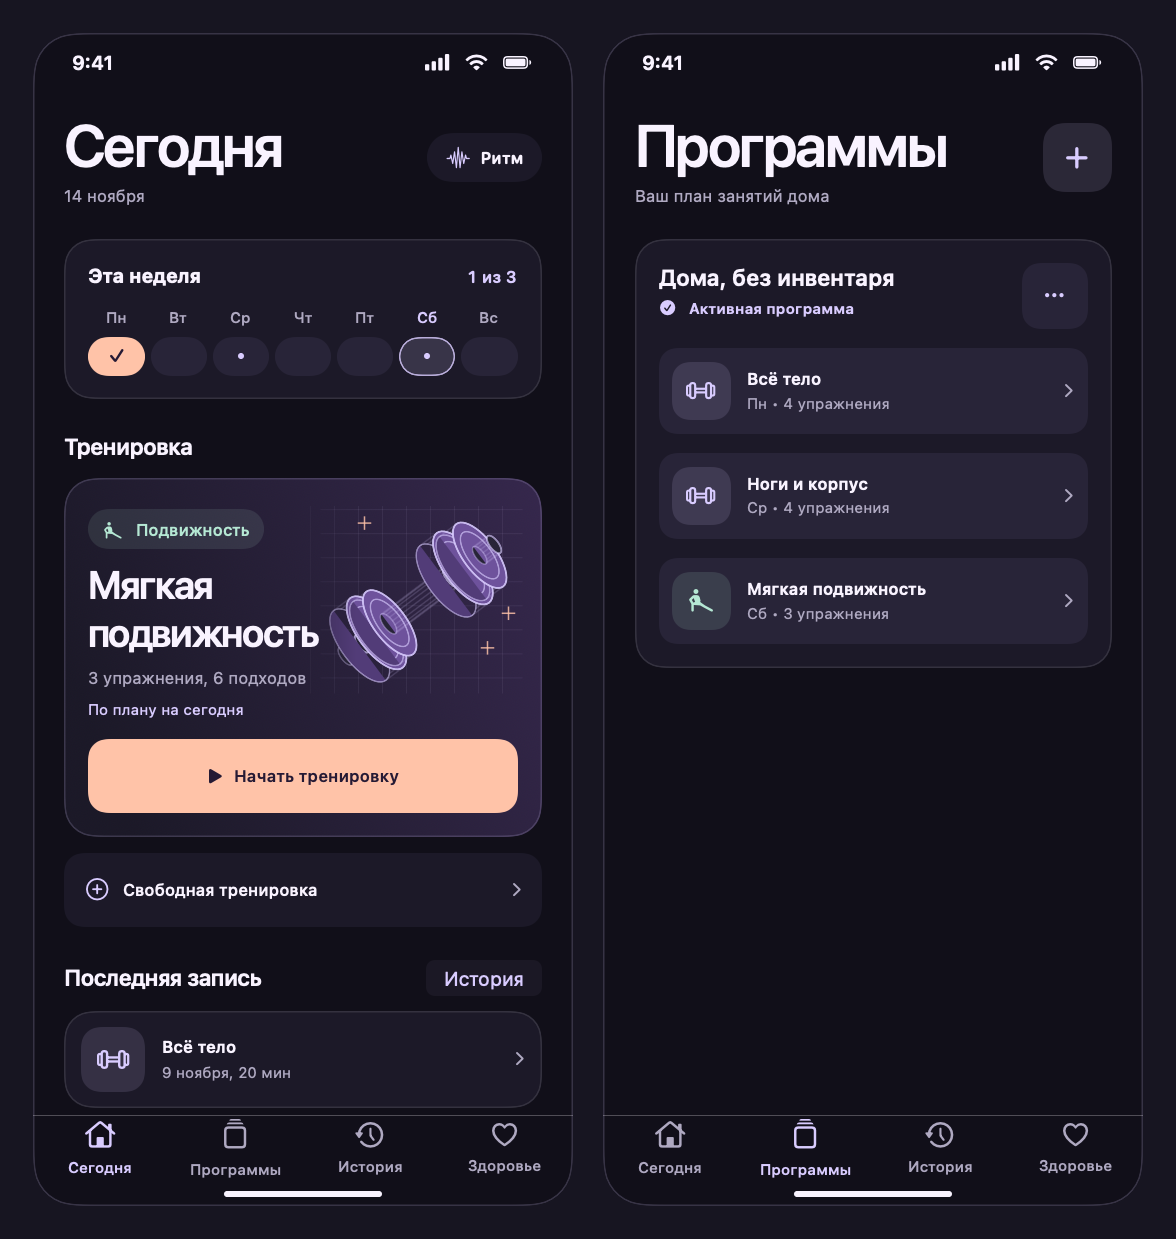 9:41
Сегодня
Ритм
14 ноября
Эта неделя
1 из 3
Пн Вт Ср Чт Пт Сб Вс
Тренировка
Подвижность
Мягкая
подвижность
3 упражнения, 6 подходов
По плану на сегодня
Начать тренировку
Свободная тренировка
Последняя запись
История
Всё тело
9 ноября, 20 мин
Сегодня Программы История Здоровье
9:41
Программы
Ваш план занятий дома
Дома, без инвентаря
Активная программа
Всё тело
Пн • 4 упражнения
Ноги и корпус
Ср • 4 упражнения
Мягкая подвижность
Сб • 3 упражнения
Сегодня Программы История Здоровье